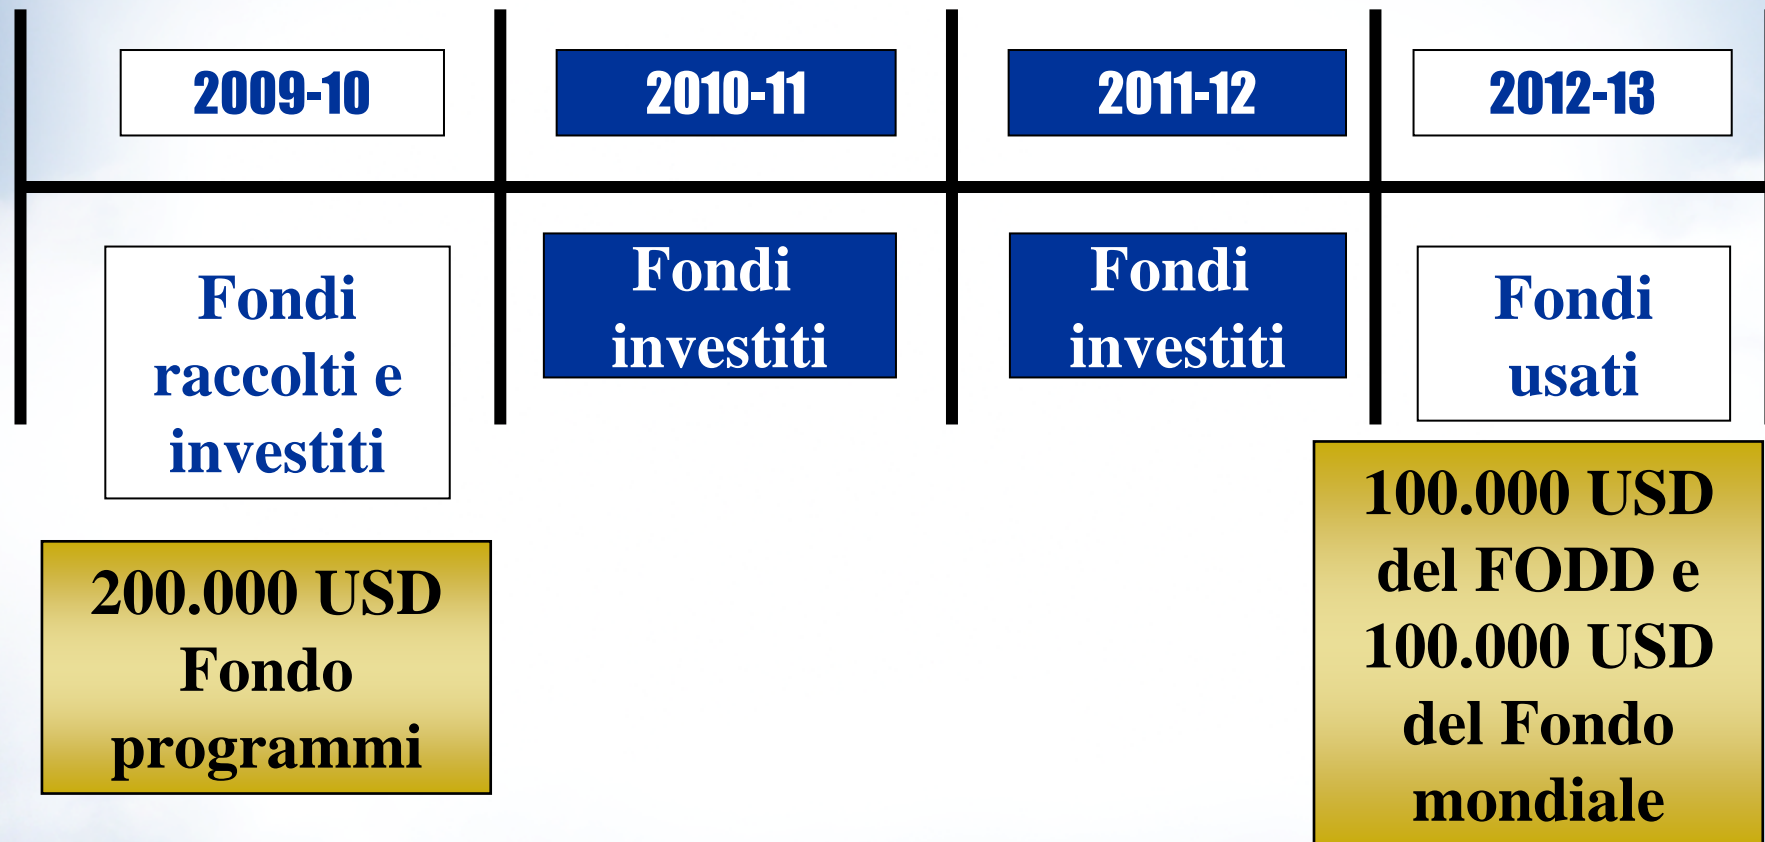 2009-10
2010-11
2011-12
2012-13
Fondi
raccolti e
investiti
Fondi
investiti
Fondi
investiti
Fondi
usati
200.000 USD
Fondo
programmi
100.000 USD
del FODD e
100.000 USD
del Fondo
mondiale